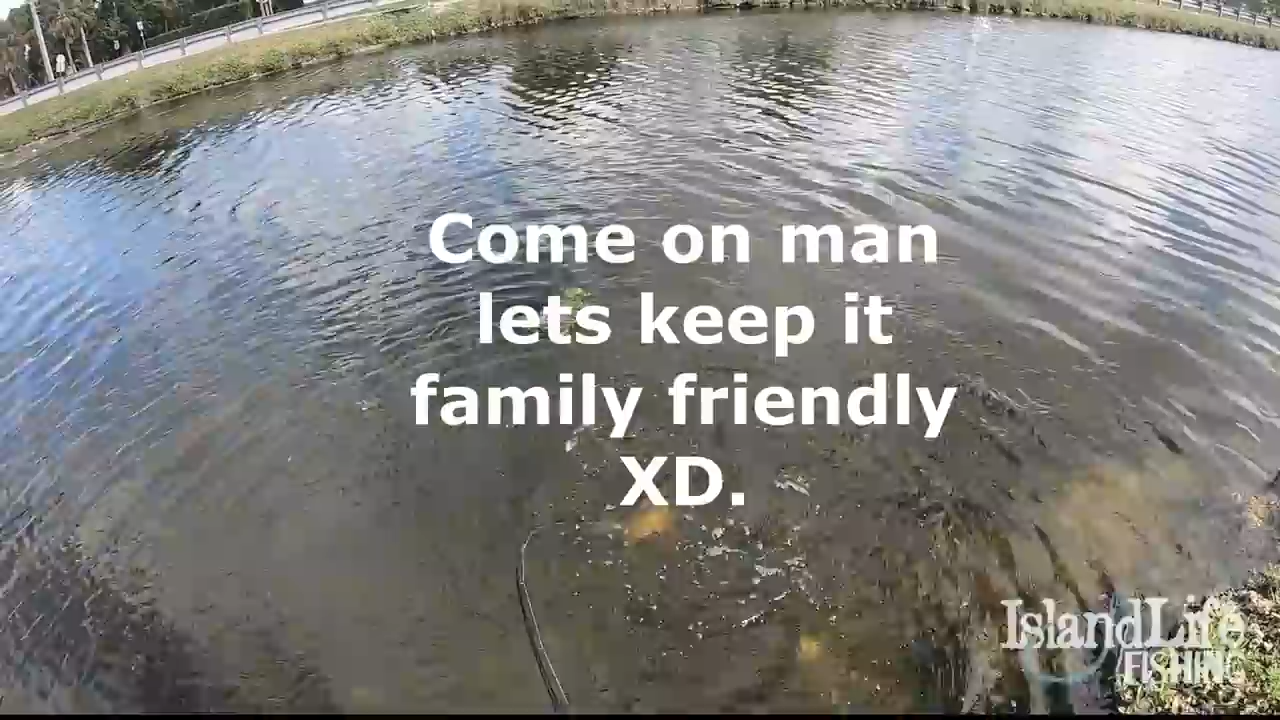 Come on man
lets keep it
family friendly
XD.
IslandLife
FISHING